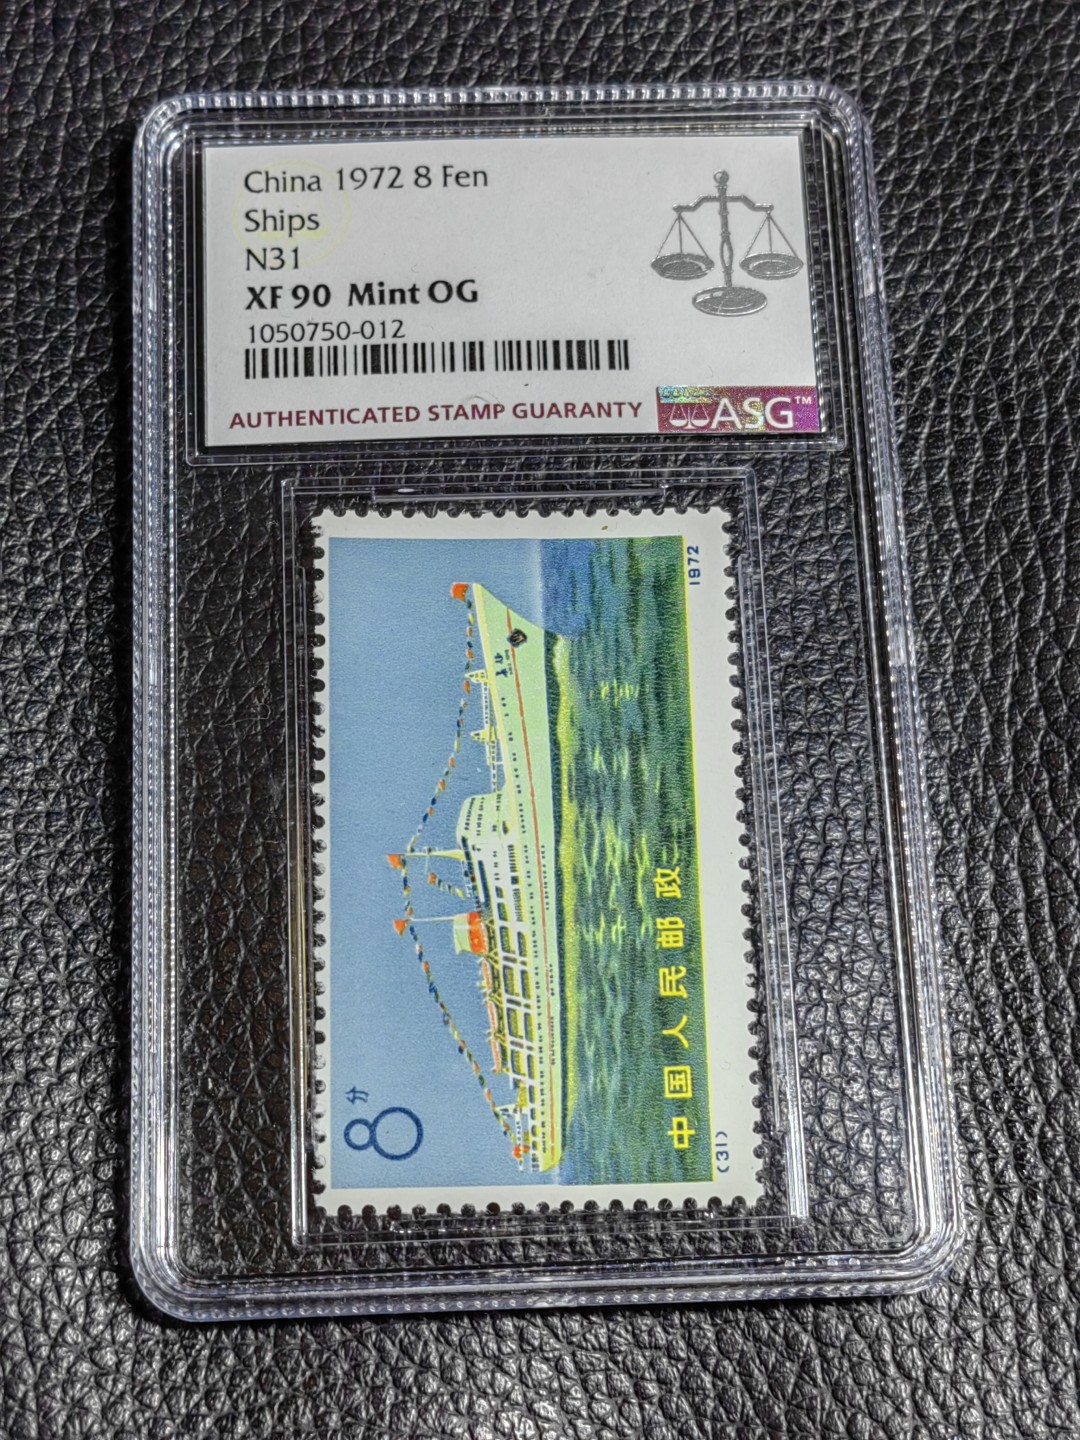 China 1972 8 Fen
Ships
N31
XF 90 Mint OG
1050750-012
AUTHENTICATED STAMP GUARANTY
ASG™
8分
中国人民邮政
(31)
1972